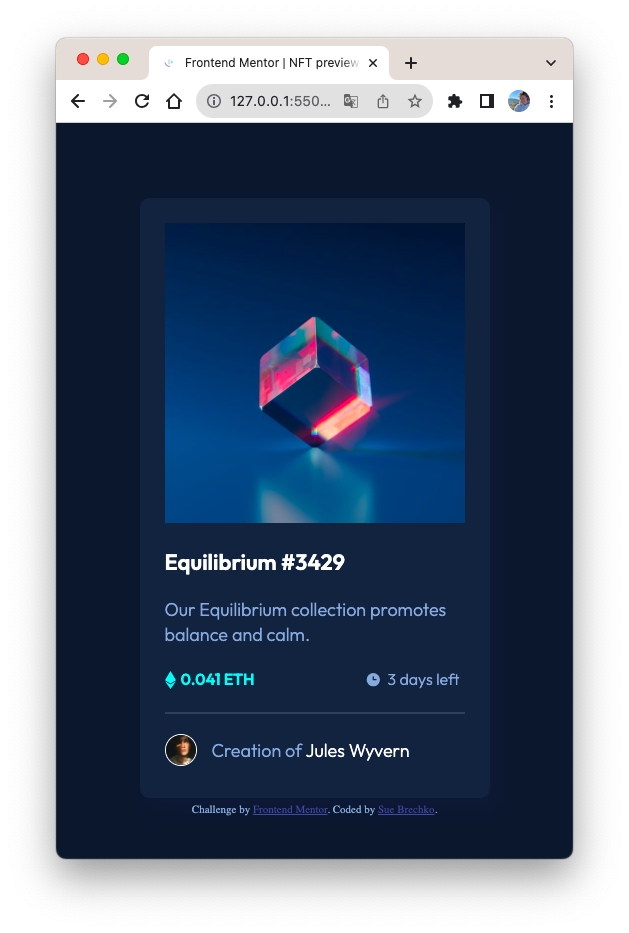 Frontend Mentor | NFT preview
127.0.0.1:550...
Equilibrium #3429
Our Equilibrium collection promotes
balance and calm.
0.041 ETH
3 days left
Creation of Jules Wyvern
Challenge by Frontend Mentor. Coded by Sue Brechko.